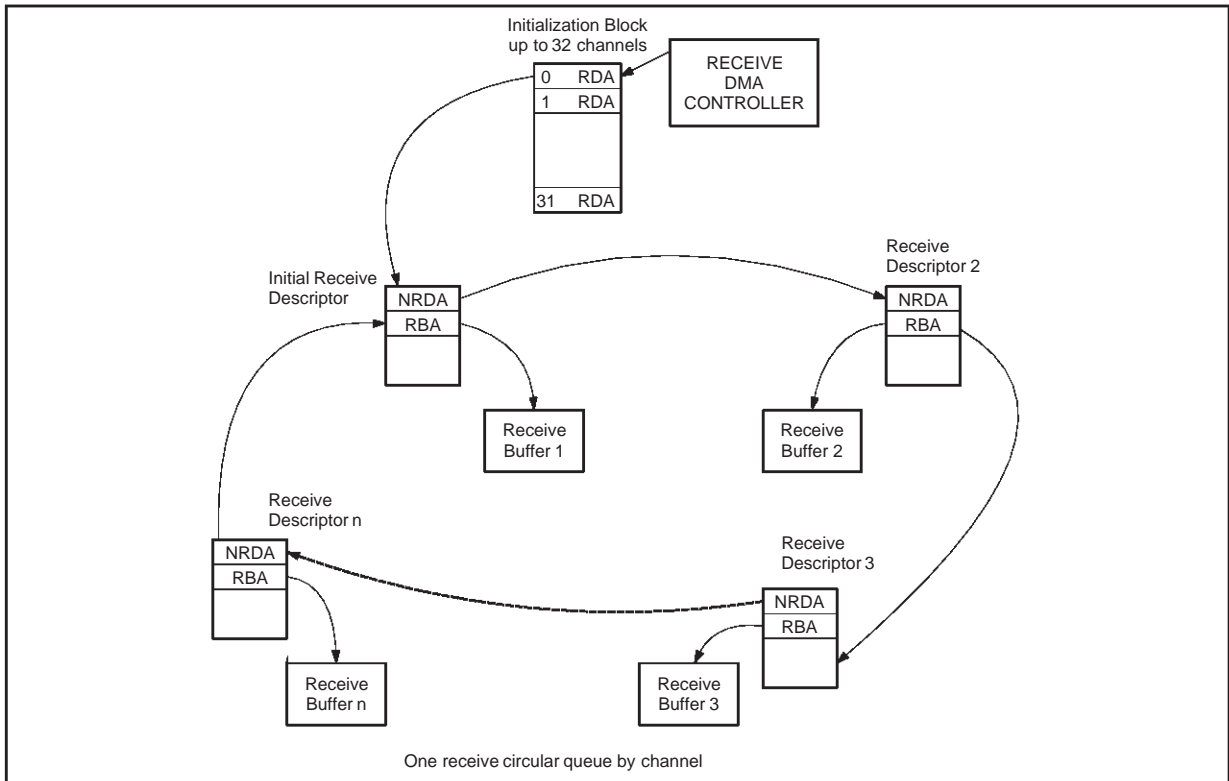 Initialization Block
up to 32 channels
RECEIVE
DMA
CONTROLLER
0 RDA
1 RDA
31 RDA
Initial Receive
Descriptor
NRDA
RBA
Receive
Descriptor 2
NRDA
RBA
Receive
Buffer 1
Receive
Buffer 2
Receive
Descriptor n
NRDA
RBA
Receive
Descriptor 3
NRDA
RBA
Receive
Buffer n
Receive
Buffer 3
One receive circular queue by channel